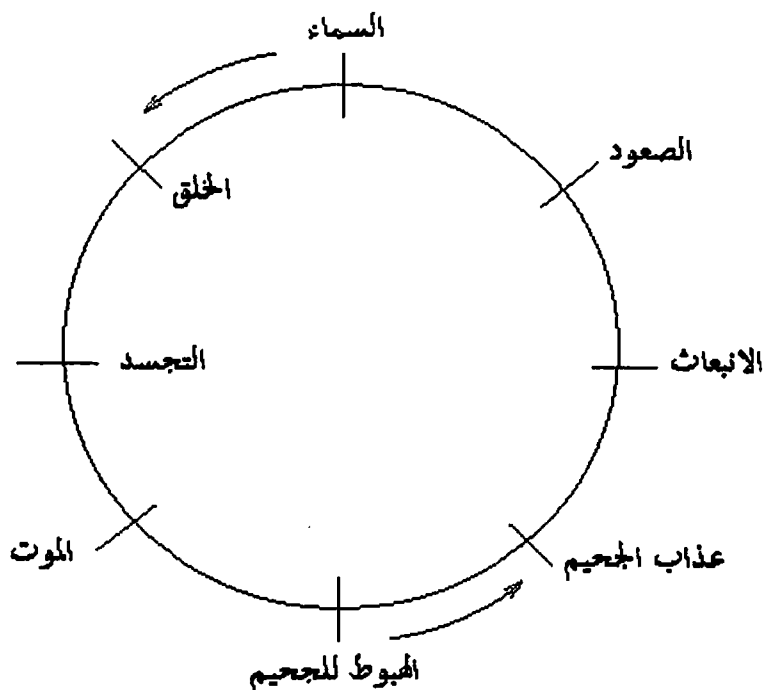 السماء
الصعود
الخلق
التجسد
الانبعاث
الموت
عذاب الجحيم
الهبوط للجحيم